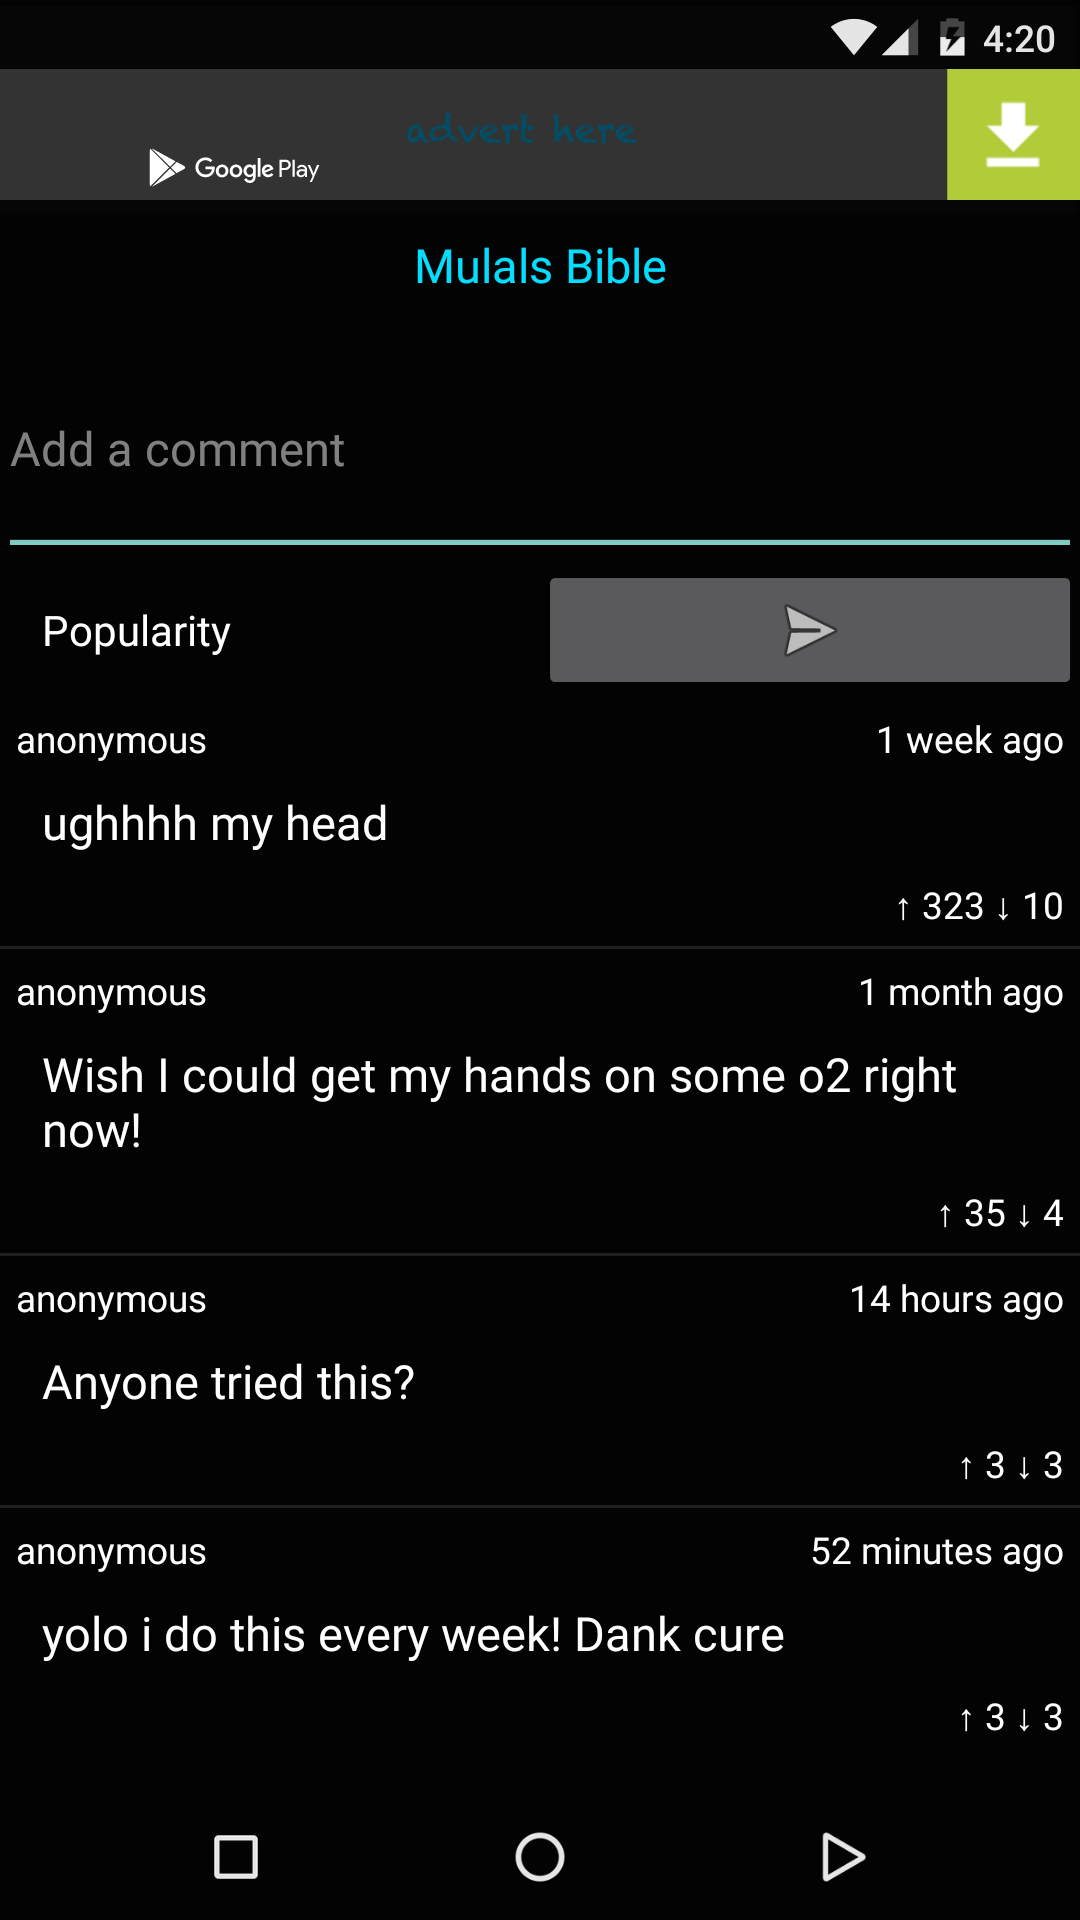 4:20
advert here
Google Play
Mulals Bible
Add a comment
Popularity
anonymous 1 week ago
ughhhh my head
↑ 323 ↓ 10
anonymous 1 month ago
Wish I could get my hands on some o2 right
now!
↑ 35 ↓ 4
anonymous 14 hours ago
Anyone tried this?
↑ 3 ↓ 3
anonymous 52 minutes ago
yolo i do this every week! Dank cure
↑ 3 ↓ 3